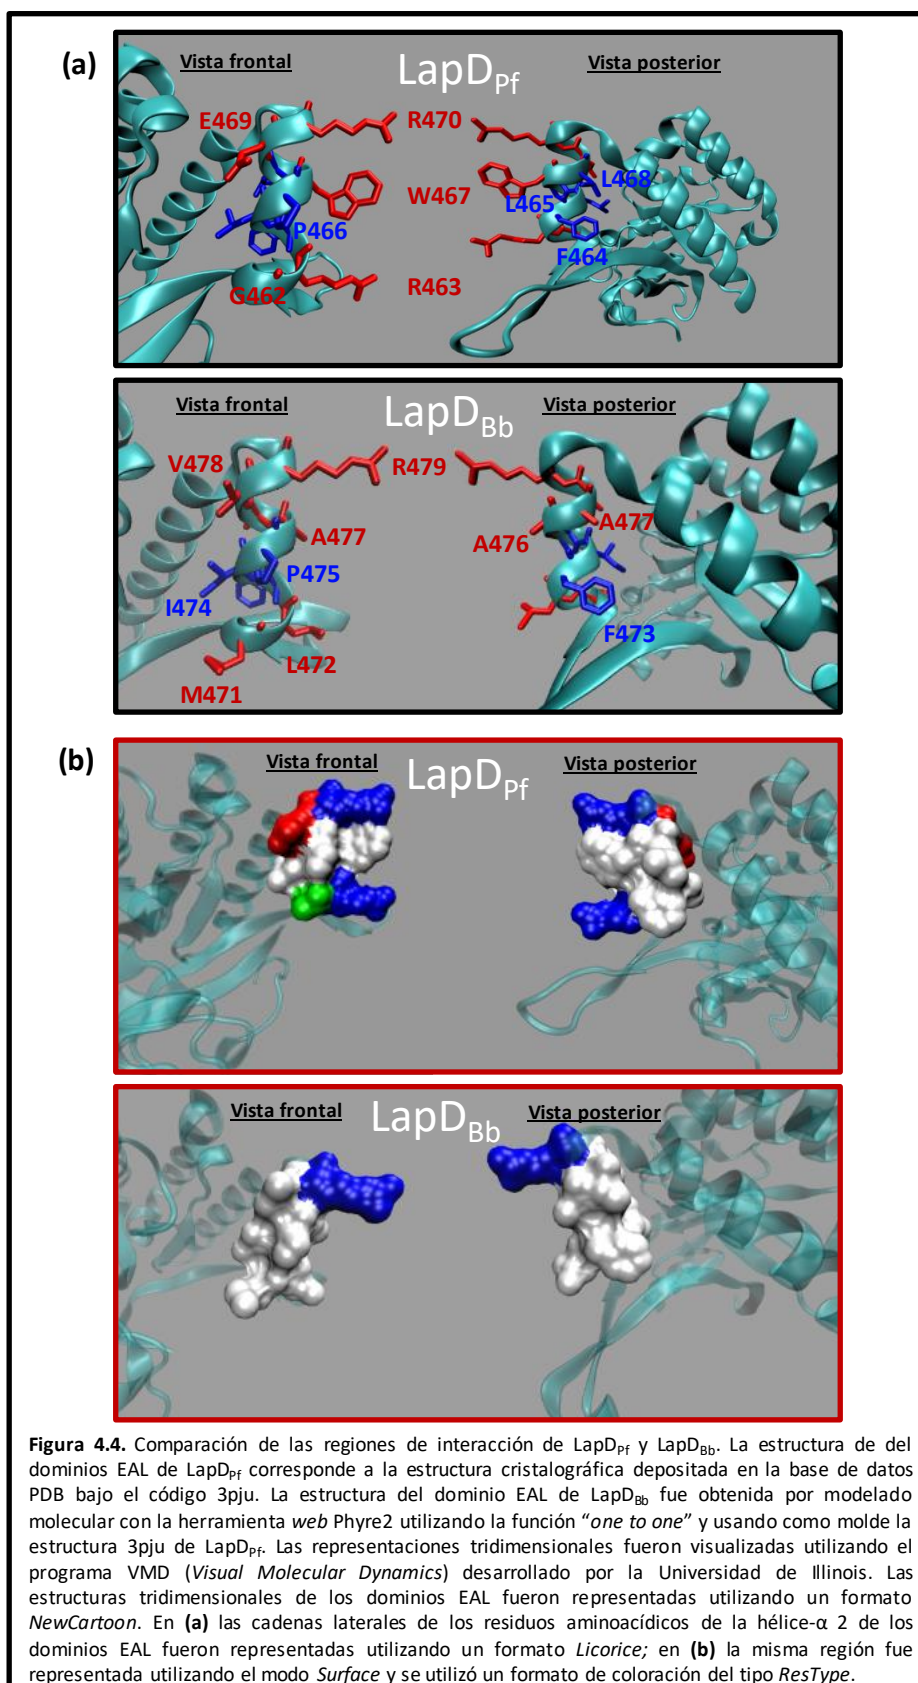 (a)
Vista frontal
LapDPf
Vista posterior
E469
R470
L468
W467
L465
P466
F464
G462
R463
Vista frontal
LapDBb
Vista posterior
V478
R479
A477
A477
A476
P475
I474
F473
L472
M471
(b)
Vista frontal
LapDPf
Vista posterior
Vista frontal
LapDBb
Vista posterior
Figura 4.4. Comparación de las regiones de interacción de LapDPf y LapDBb. La estructura de del
dominios EAL de LapDPf corresponde a la estructura cristalográfica depositada en la base de datos
PDB bajo el código 3pju. La estructura del dominio EAL de LapDBb fue obtenida por modelado
molecular con la herramienta web Phyre2 utilizando la función “one to one” y usando como molde la
estructura 3pju de LapDPf. Las representaciones tridimensionales fueron visualizadas utilizando el
programa VMD (Visual Molecular Dynamics) desarrollado por la Universidad de Illinois. Las
estructuras tridimensionales de los dominios EAL fueron representadas utilizando un formato
NewCartoon. En (a) las cadenas laterales de los residuos aminoacídicos de la hélice-α 2 de los
dominios EAL fueron representadas utilizando un formato Licorice; en (b) la misma región fue
representada utilizando el modo Surface y se utilizó un formato de coloración del tipo ResType.